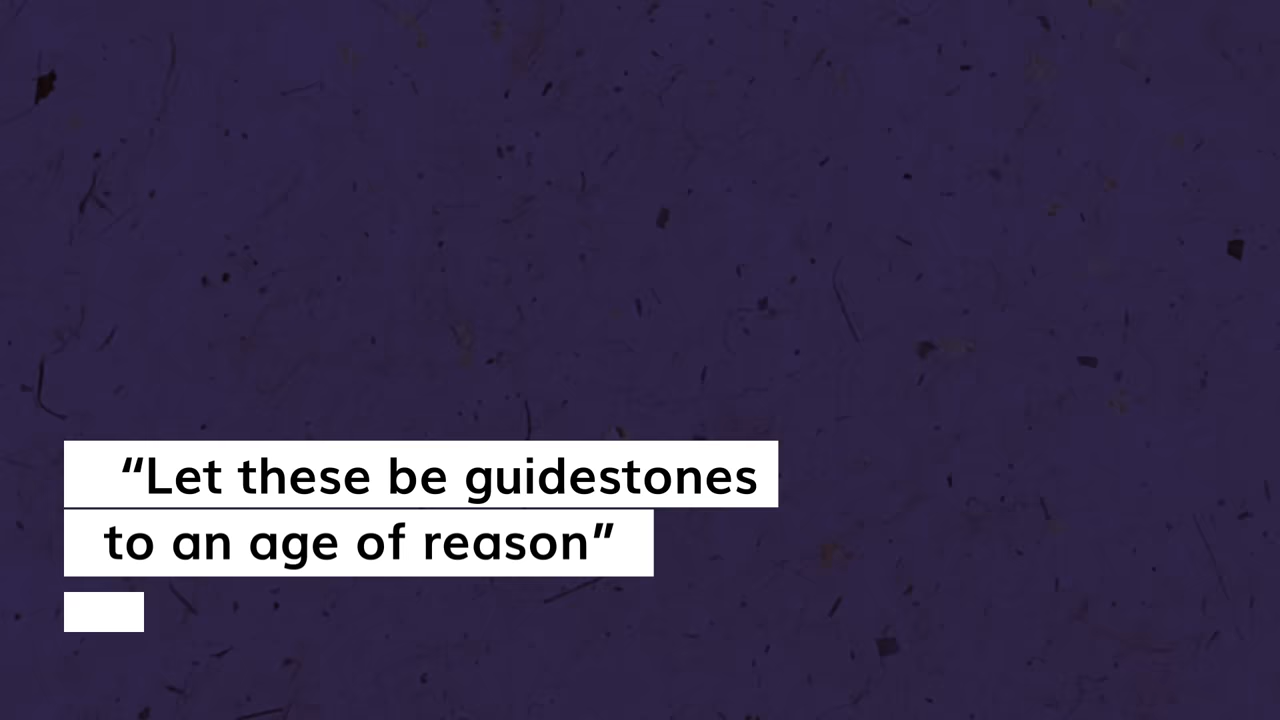 “Let these be guidestones
to an age of reason”